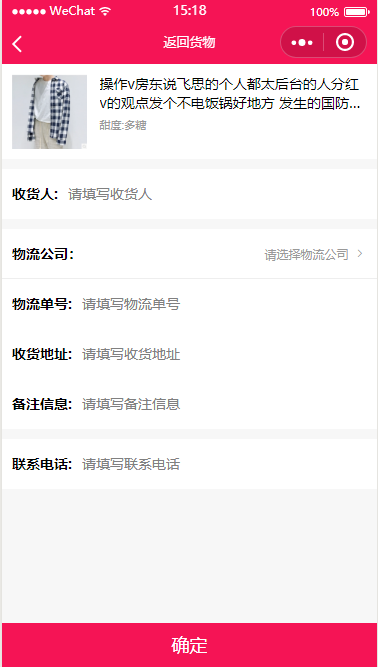 WeChat 15:18 100%
返回货物
操作v房东说飞思的个人都太后台的人分红
v的观点发个不电饭锅好地方 发生的国防...
甜度:多糖
收货人: 请填写收货人
物流公司: 请选择物流公司
物流单号: 请填写物流单号
收货地址: 请填写收货地址
备注信息: 请填写备注信息
联系电话: 请填写联系电话
确定